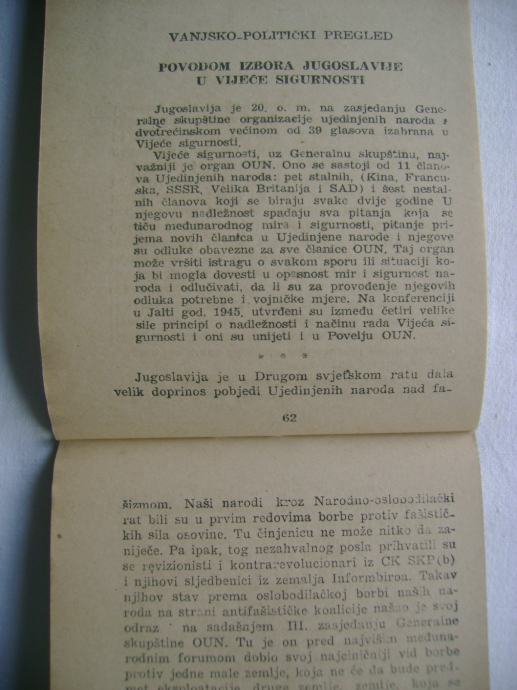 VANJSKO-POLITIČKI PREGLED
POVODOM IZBORA JUGOSLAVIJE
U VIJEĆE SIGURNOSTI
Jugoslavija je 20. o. m. na zasjedanju Gene-
ralne skupštine organizacije ujedinjenih naroda s
dvotrećinskom većinom od 39 glasova izabrana u
Vijeće sigurnosti.
Vijeće sigurnosti, uz Generalnu skupštinu, naj-
važniji je organ OUN. Ono se sastoji od 11 člano-
va Ujedinjenih naroda: pet stalnih, (Kina, Francu-
ska, SSSR, Velika Britanija i SAD) i šest nestal-
nih članova koji se biraju svake dvije godine U
njegovu nadležnost spadaju sva pitanja koja se
tiču međunarodnog mira i sigurnosti, pitanje pri-
jema novih članica u Ujedinjene narode i njegove
su odluke obavezne za sve članice OUN. Taj organ
može vršiti istragu o svakom sporu ili situaciji ko-
ja bi mogla dovesti u opasnost mir i sigurnost na-
roda i odlučivati, da li su za provođenje njegovih
odluka potrebne i vojničke mjere. Na konferenciji
u Jalti god. 1945. utvrđeni su između četiri velike
sile principi o nadležnosti i načinu rada Vijeća si-
gurnosti i oni su unijeti i u Povelju OUN.
* * *
Jugoslavija je u Drugom svjetskom ratu dala
velik doprinos pobjedi Ujedinjenih naroda nad fa-
62
šizmom. Naši narodi kroz Narodno-oslobodilački
rat bili su u prvim redovima borbe protiv fašistič-
kih sila osovine. Tu činjenicu ne može nitko da za-
niječe. Pa ipak, tog nezahvalnog posla prihvatili su
se revizionisti i kontrarevolucionari iz CK SKP(b)
i njihovi sljedbenici iz zemalja Informbiroa. Takav
njihov stav prema oslobodilačkoj borbi naših na-
roda na strani antifašističke koalicije našao je svoj
odraz na sadašnjem III. zasjedanju Generalne
skupštine OUN. Tu je on pred najvišim međuna-
rodnim forumom dobio svoj najciničniji vid borbe
protiv jedne male zemlje, koja ne će da bude pred-
met eksploatacije druge zemlje, zemlje, koja se